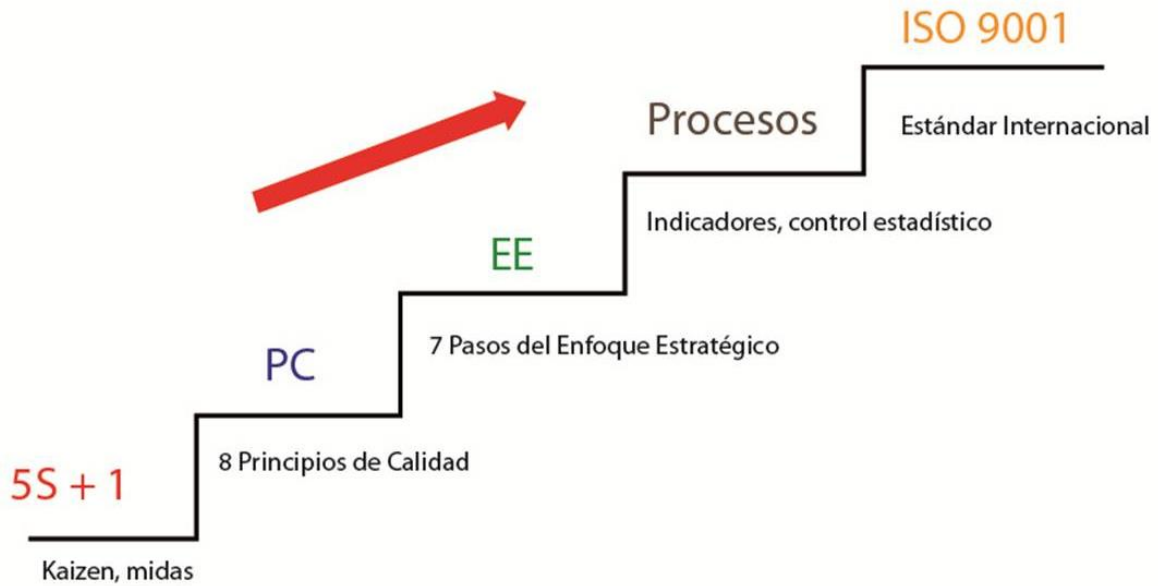 ISO 9001
Estándar Internacional
Procesos
Indicadores, control estadístico
EE
7 Pasos del Enfoque Estratégico
PC
8 Principios de Calidad
5S + 1
Kaizen, midas